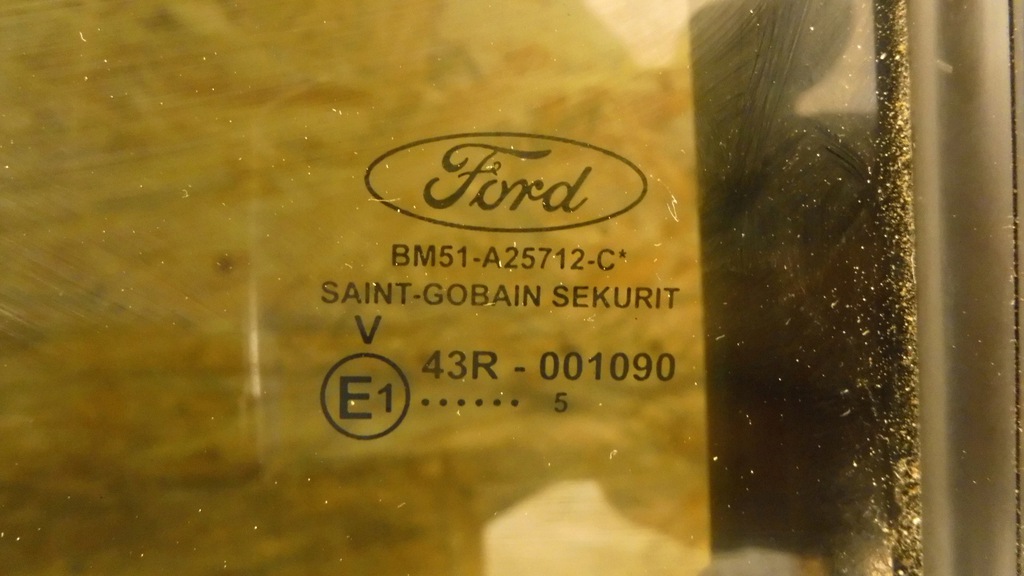 Ford
BM51-A25712-C*
SAINT-GOBAIN SEKURIT
V
E1 43R - 001090
...... 5